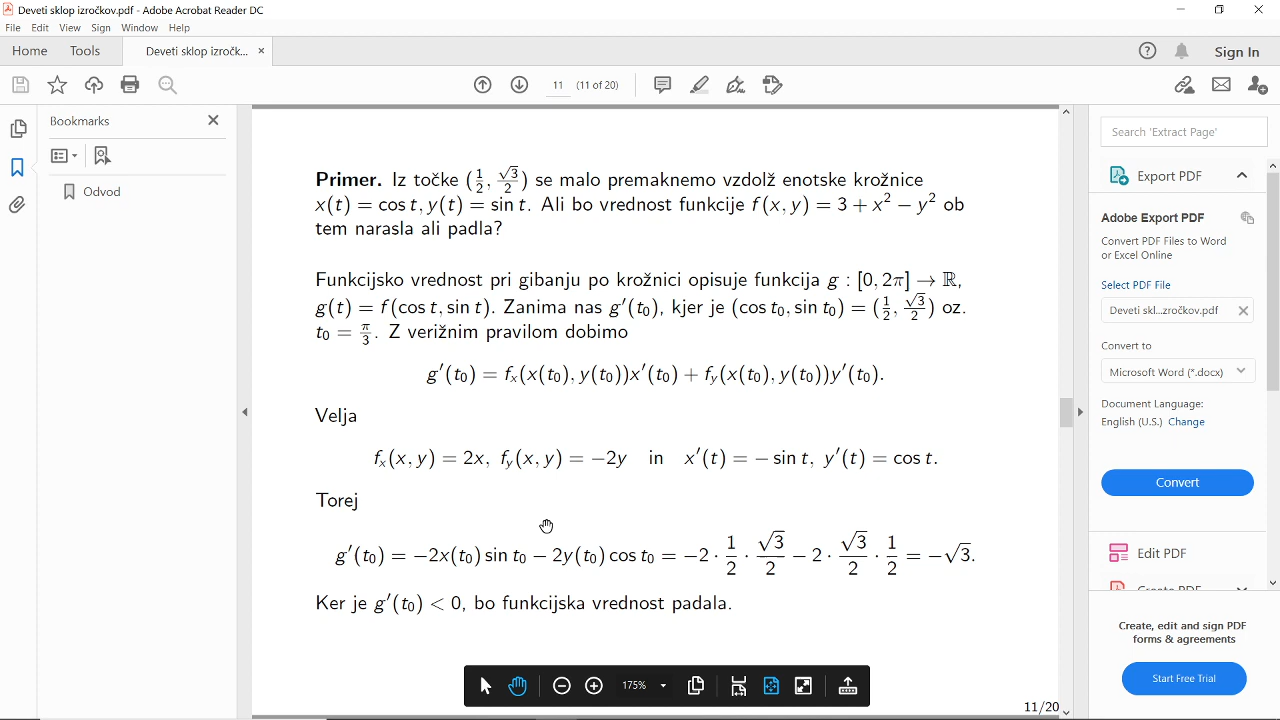 Deveti sklop izročkov.pdf - Adobe Acrobat Reader DC
File Edit View Sign Window Help
Home Tools Deveti sklop izročk... × Sign In
11 (11 of 20)
Bookmarks
Odvod
Primer. Iz točke (1/2, √3/2) se malo premaknemo vzdolž enotske krožnice
x(t) = cos t, y(t) = sin t. Ali bo vrednost funkcije f(x, y) = 3 + x² − y² ob
tem narasla ali padla?
Funkcijsko vrednost pri gibanju po krožnici opisuje funkcija g : [0, 2π] → ℝ,
g(t) = f(cos t, sin t). Zanima nas g′(t₀), kjer je (cos t₀, sin t₀) = (1/2, √3/2) oz.
t₀ = π/3. Z verižnim pravilom dobimo
g′(t₀) = fₓ(x(t₀), y(t₀))x′(t₀) + f_y(x(t₀), y(t₀))y′(t₀).
Velja
fₓ(x, y) = 2x, f_y(x, y) = −2y in x′(t) = − sin t, y′(t) = cos t.
Torej
g′(t₀) = −2x(t₀) sin t₀ − 2y(t₀) cos t₀ = −2 · 1/2 · √3/2 − 2 · √3/2 · 1/2 = −√3.
Ker je g′(t₀) < 0, bo funkcijska vrednost padala.
11/20
175%
Search 'Extract Page'
Export PDF
Adobe Export PDF
Convert PDF Files to Word
or Excel Online
Select PDF File
Deveti skl...zročkov.pdf
Convert to
Microsoft Word (*.docx)
Document Language:
English (U.S.) Change
Convert
Edit PDF
Create PDF
Create, edit and sign PDF
forms & agreements
Start Free Trial